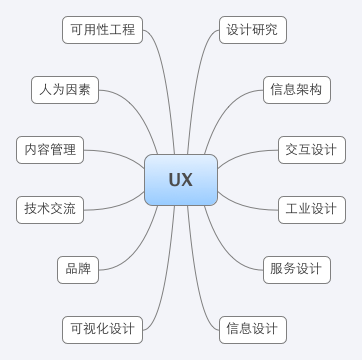 可用性工程
设计研究
人为因素
信息架构
内容管理
交互设计
UX
技术交流
工业设计
品牌
服务设计
可视化设计
信息设计